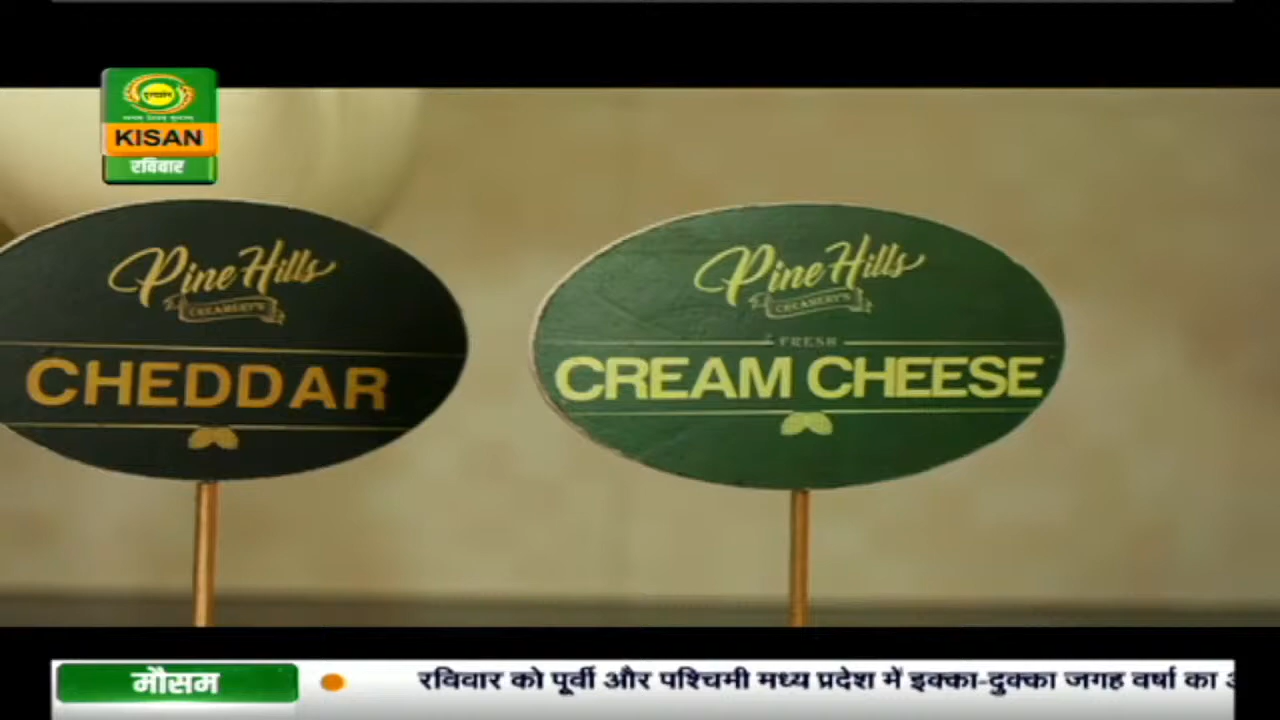 KISAN
रविवार
Pine Hills
CREAMERY'S
CHEDDAR
Pine Hills
CREAMERY'S
FRESH
CREAM CHEESE
मौसम
रविवार को पूर्वी और पश्चिमी मध्य प्रदेश में इक्का-दुक्का जगह वर्षा का